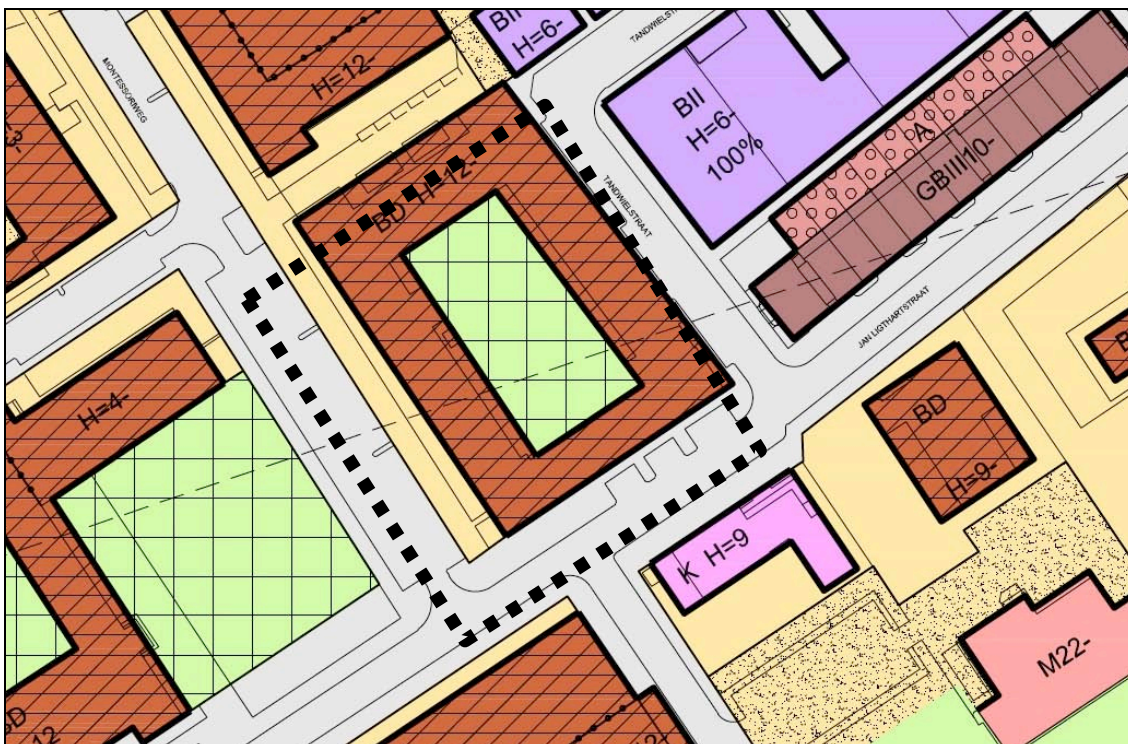 BII
H=6-
TANDWIELSTRAAT
MONTESSORIWEG
H=12-
BII
H=6-
100%
A
GBIII10-
BD H=12-
TANDWIELSTRAAT
JAN LIGTHARTSTRAAT
H=4-
BD
H=9-
K H=9
M22-